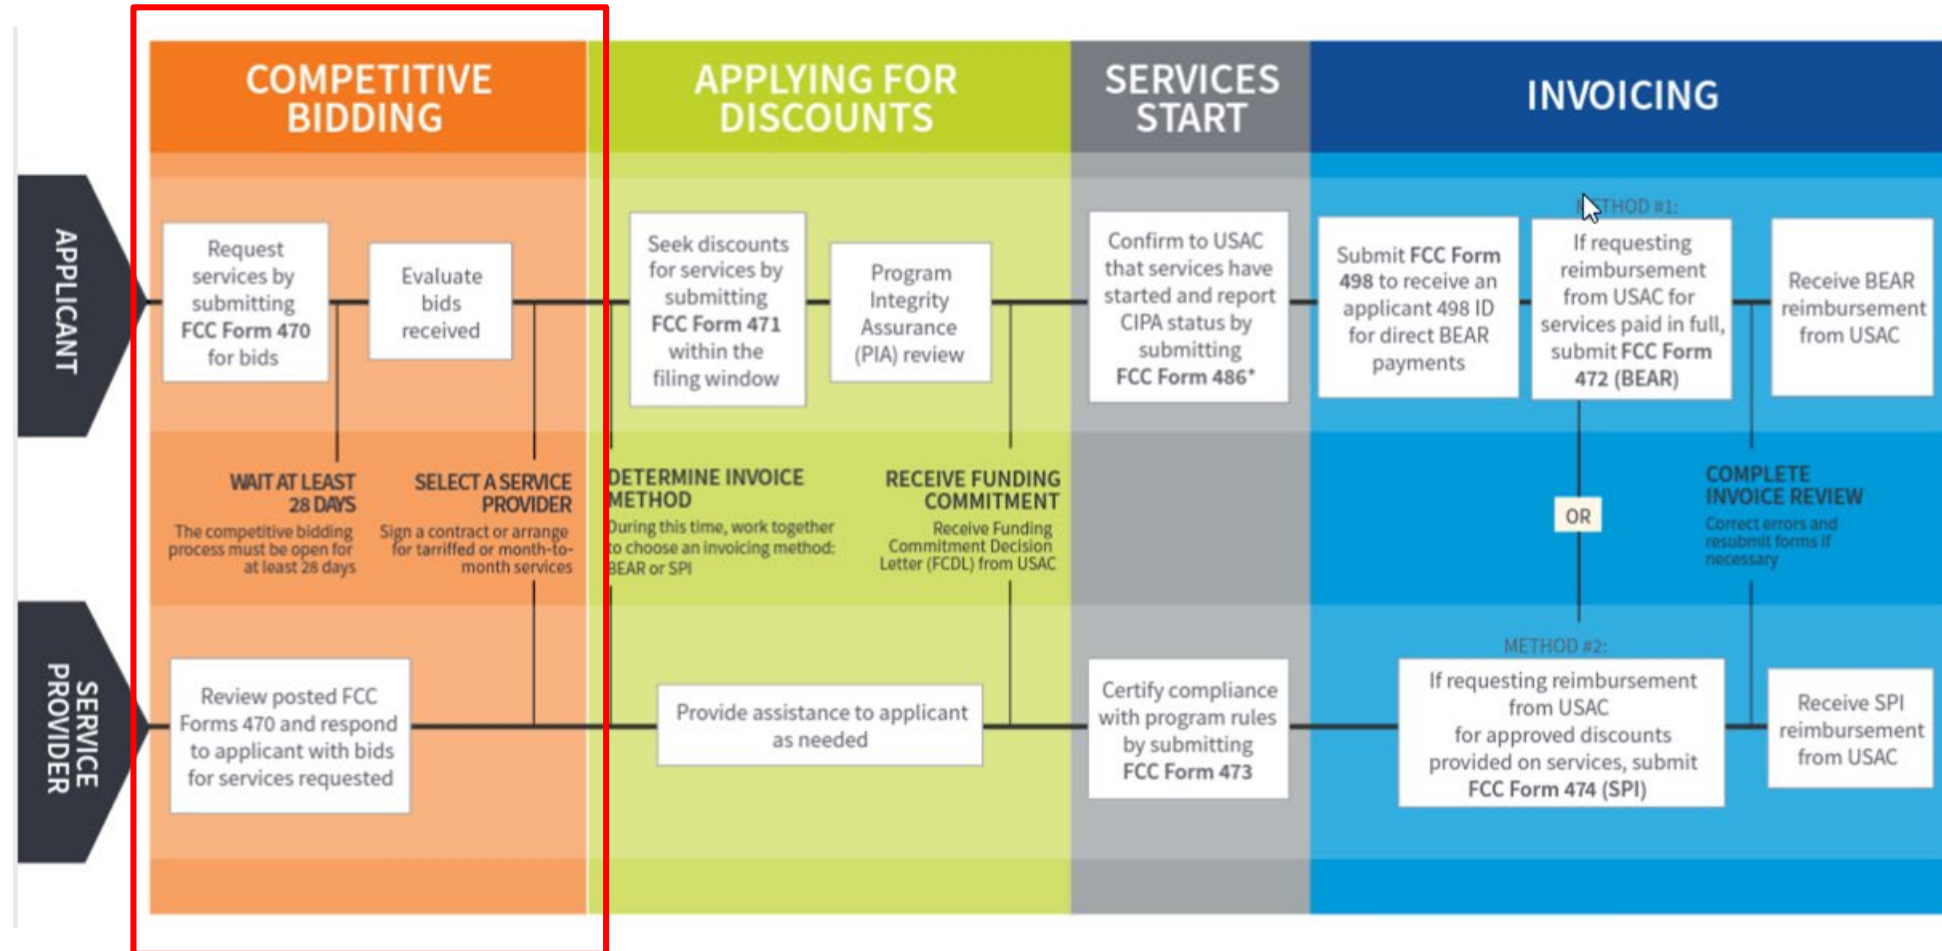 COMPETITIVE
BIDDING
APPLYING FOR
DISCOUNTS
SERVICES
START
INVOICING
APPLICANT
Request
services by
submitting
FCC Form 470
for bids
Evaluate
bids
received
Seek discounts
for services by
submitting
FCC Form 471
within the
filing window
Program
Integrity
Assurance
(PIA) review
Confirm to USAC
that services have
started and report
CIPA status by
submitting
FCC Form 486*
Submit FCC Form
498 to receive an
applicant 498 ID
for direct BEAR
payments
METHOD #1:
If requesting
reimbursement
from USAC for
services paid in full,
submit FCC Form
472 (BEAR)
Receive BEAR
reimbursement
from USAC
WAIT AT LEAST
28 DAYS
The competitive bidding
process must be open for
at least 28 days
SELECT A SERVICE
PROVIDER
Sign a contract or arrange
for tarriffed or month-to-
month services
DETERMINE INVOICE
METHOD
During this time, work together
to choose an invoicing method:
BEAR or SPI
RECEIVE FUNDING
COMMITMENT
Receive Funding
Commitment Decision
Letter (FCDL) from USAC
OR
COMPLETE
INVOICE REVIEW
Correct errors and
resubmit forms if
necessary
SERVICE
PROVIDER
Review posted FCC
Forms 470 and respond
to applicant with bids
for services requested
Provide assistance to applicant
as needed
Certify compliance
with program rules
by submitting
FCC Form 473
METHOD #2:
If requesting reimbursement
from USAC
for approved discounts
provided on services, submit
FCC Form 474 (SPI)
Receive SPI
reimbursement
from USAC